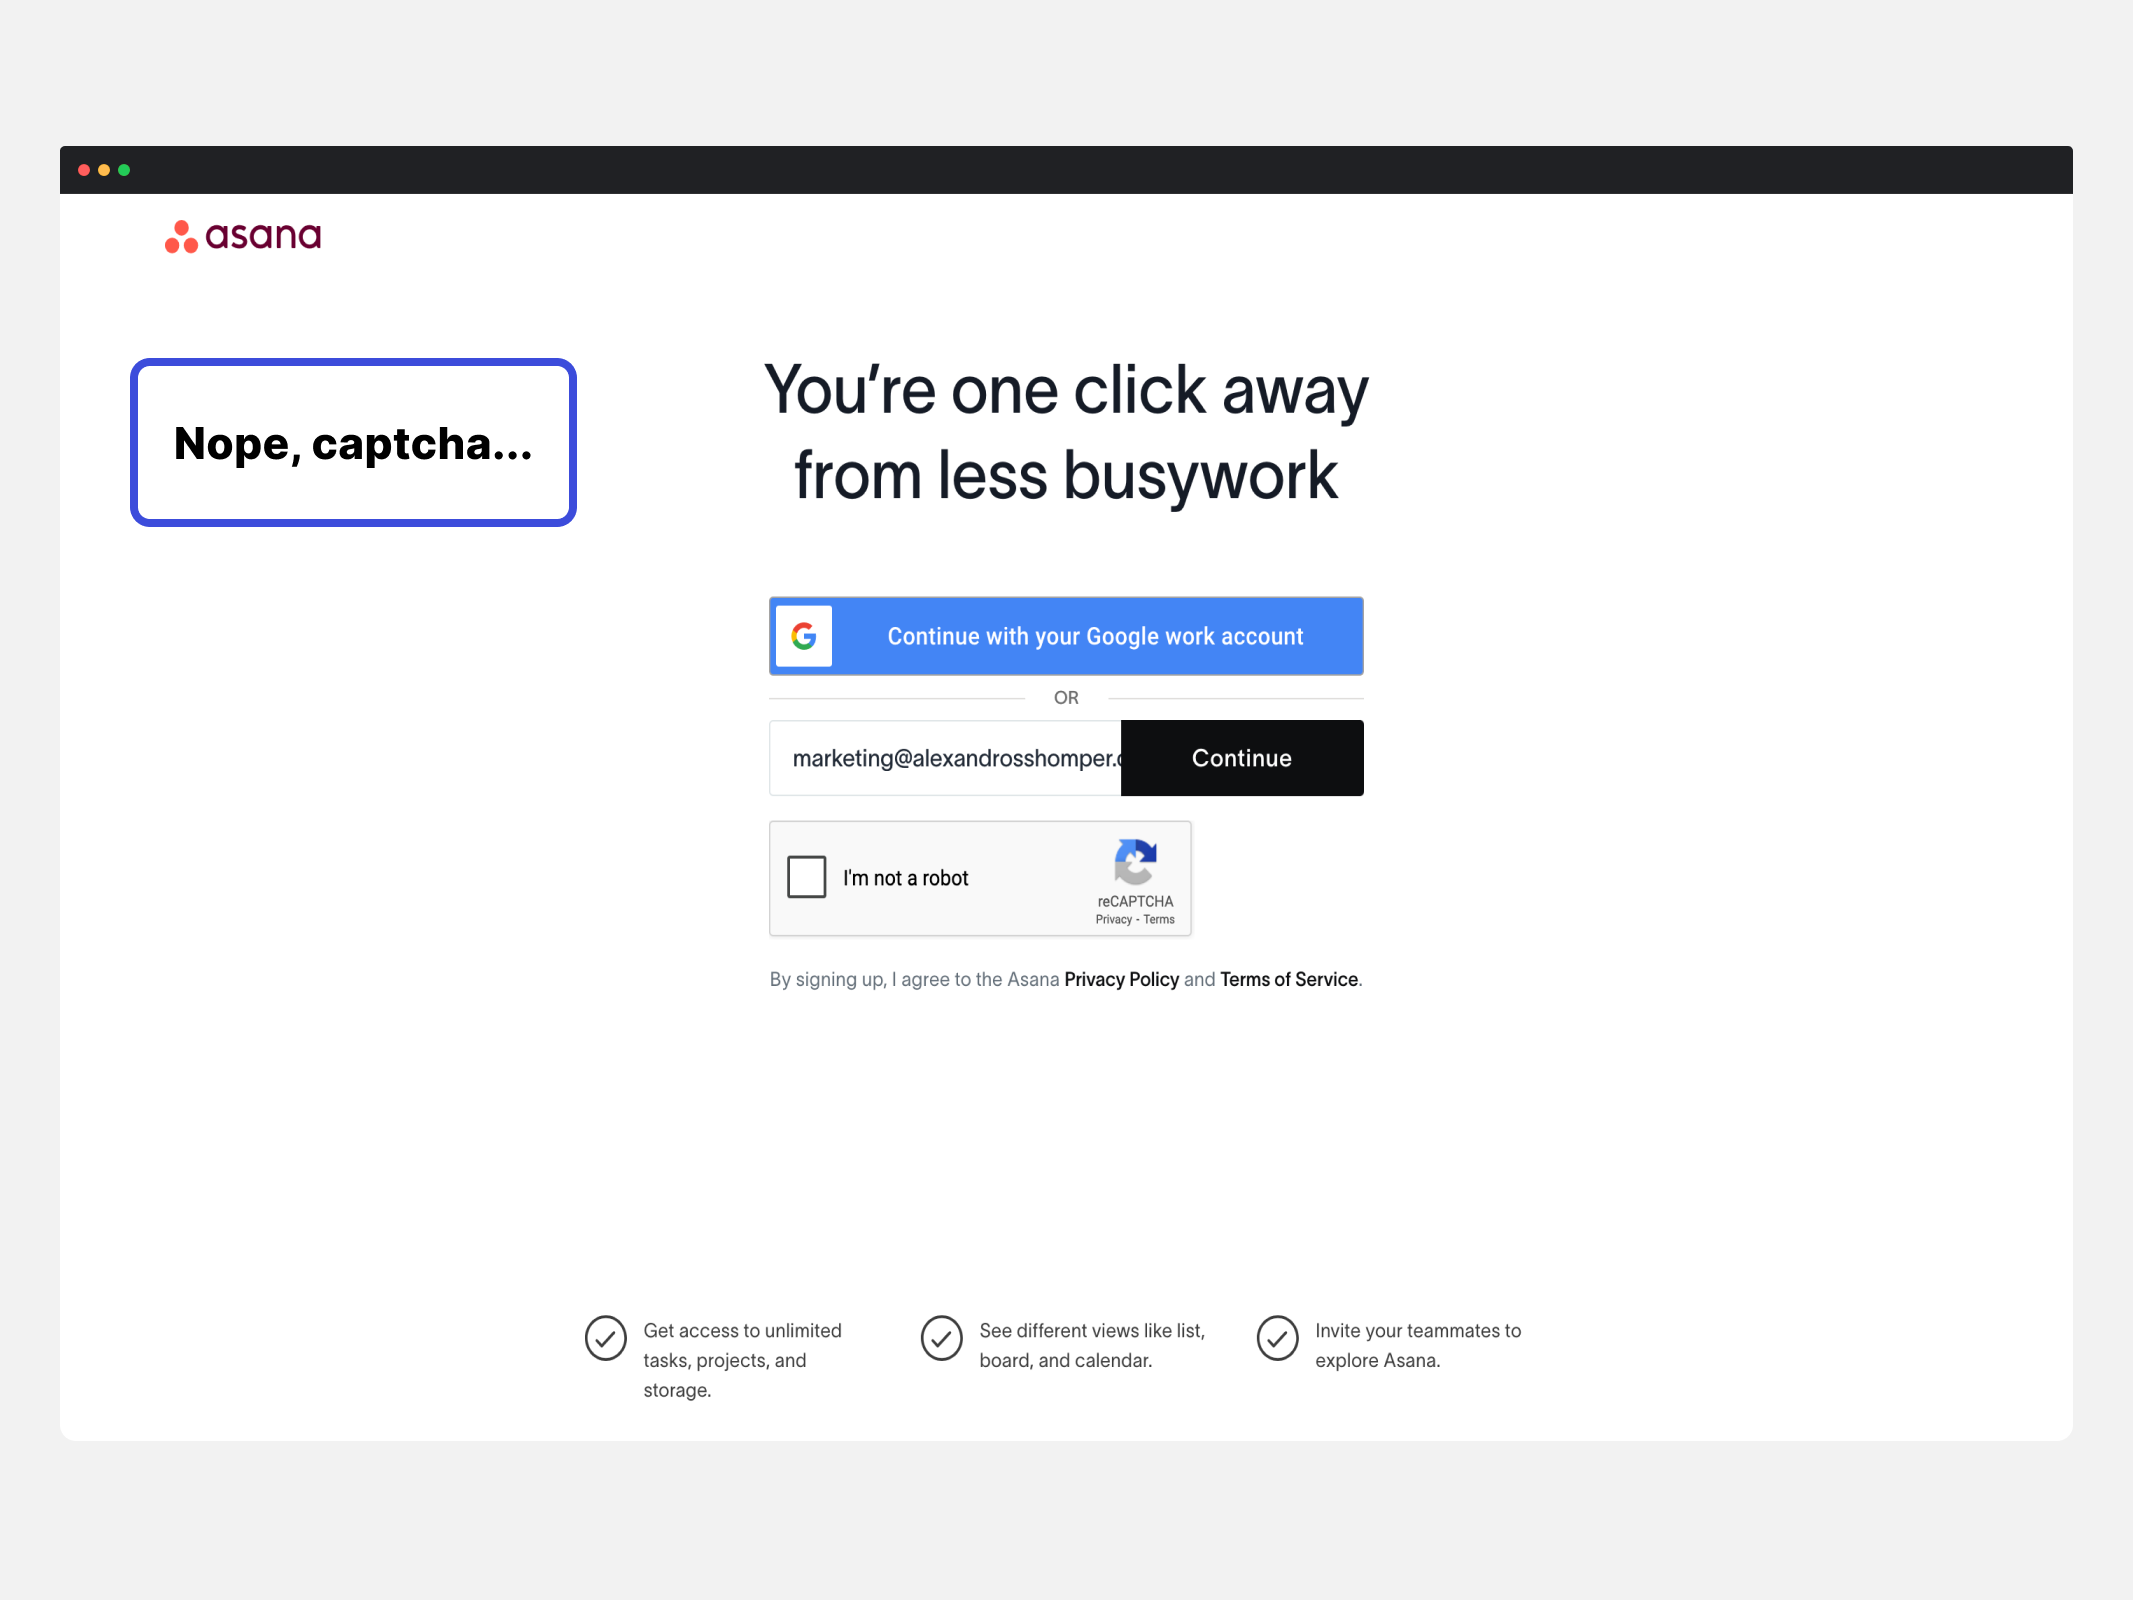 asana
Nope, captcha...
You're one click away
from less busywork
Continue with your Google work account
OR
marketing@alexandrosshomper.
Continue
I'm not a robot
reCAPTCHA
Privacy - Terms
By signing up, I agree to the Asana Privacy Policy and Terms of Service.
Get access to unlimited
tasks, projects, and
storage.
See different views like list,
board, and calendar.
Invite your teammates to
explore Asana.